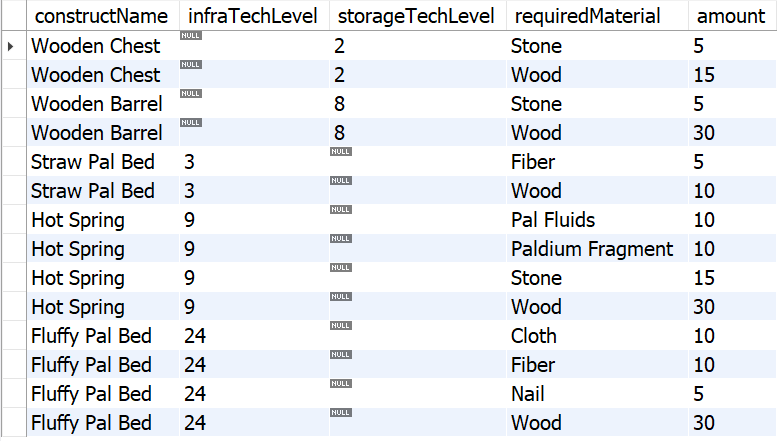 constructName infraTechLevel storageTechLevel requiredMaterial amount
Wooden Chest NULL 2 Stone 5
Wooden Chest NULL 2 Wood 15
Wooden Barrel NULL 8 Stone 5
Wooden Barrel NULL 8 Wood 30
Straw Pal Bed 3 NULL Fiber 5
Straw Pal Bed 3 NULL Wood 10
Hot Spring 9 NULL Pal Fluids 10
Hot Spring 9 NULL Paldium Fragment 10
Hot Spring 9 NULL Stone 15
Hot Spring 9 NULL Wood 30
Fluffy Pal Bed 24 NULL Cloth 10
Fluffy Pal Bed 24 NULL Fiber 10
Fluffy Pal Bed 24 NULL Nail 5
Fluffy Pal Bed 24 NULL Wood 30